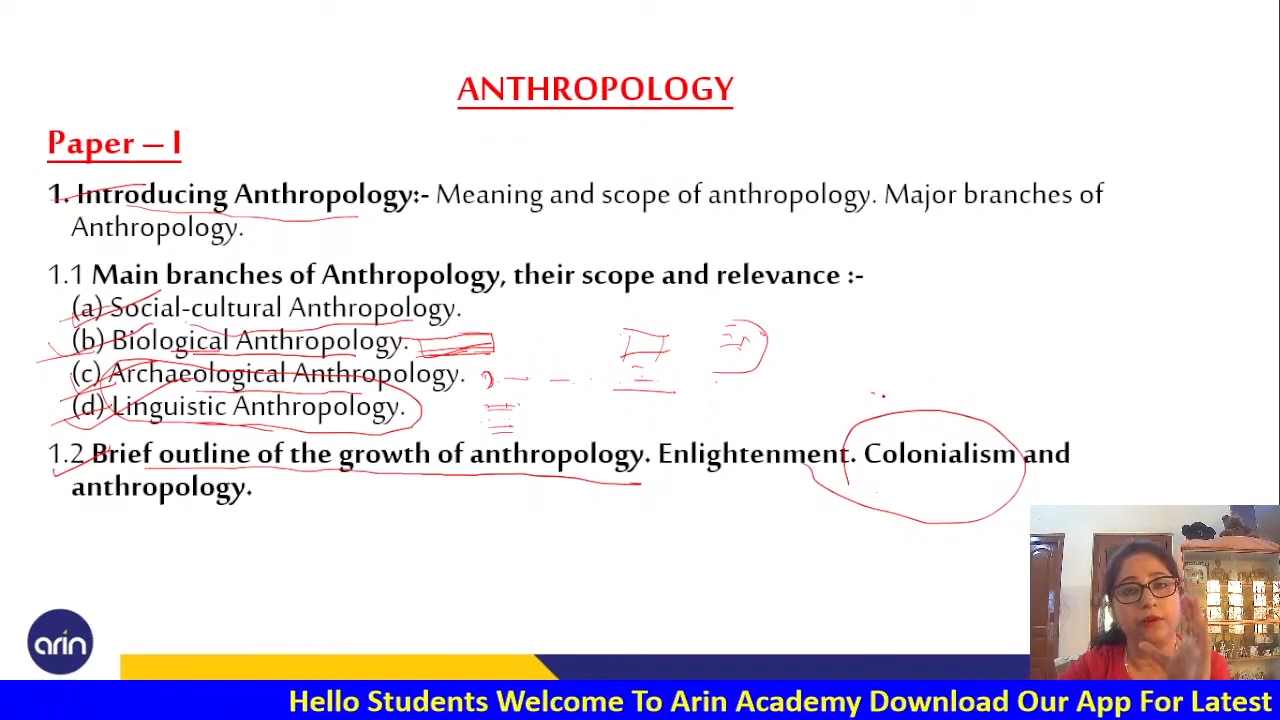 ANTHROPOLOGY
Paper – I
1. Introducing Anthropology:- Meaning and scope of anthropology. Major branches of
Anthropology.
1.1 Main branches of Anthropology, their scope and relevance :-
(a) Social-cultural Anthropology.
(b) Biological Anthropology.
(c) Archaeological Anthropology.
(d) Linguistic Anthropology.
1.2 Brief outline of the growth of anthropology. Enlightenment. Colonialism and
anthropology.
arin
Hello Students Welcome To Arin Academy Download Our App For Latest